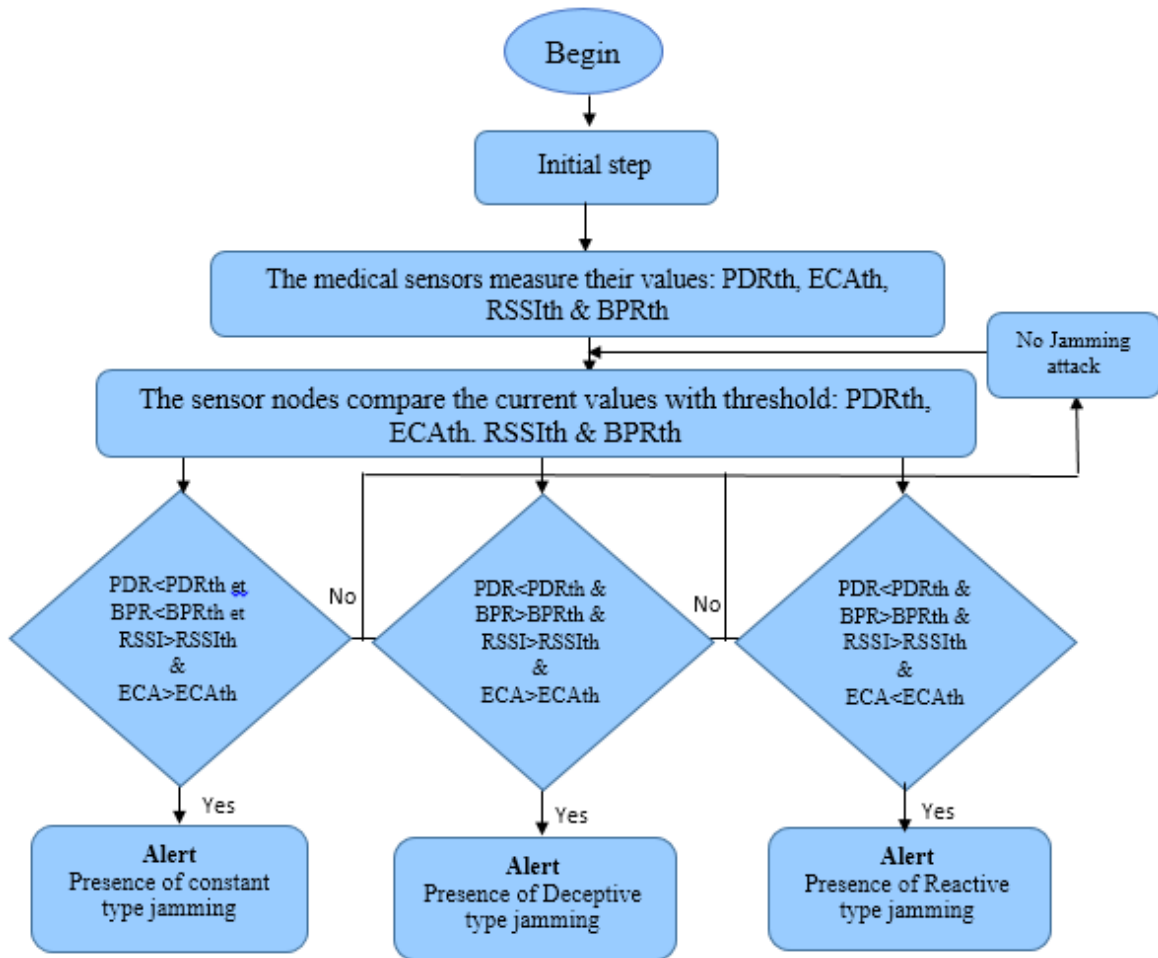 Begin
Initial step
The medical sensors measure their values: PDRth, ECAth,
RSSIth & BPRth
No Jamming
attack
The sensor nodes compare the current values with threshold: PDRth,
ECAth. RSSIth & BPRth
PDR<PDRth et
BPR<BPRth et
RSSI>RSSIth
&
ECA>ECAth
No
PDR<PDRth &
BPR>BPRth &
RSSI>RSSIth
&
ECA>ECAth
No
PDR<PDRth &
BPR>BPRth &
RSSI>RSSIth
&
ECA<ECAth
Yes
Yes
Yes
Alert
Presence of constant
type jamming
Alert
Presence of Deceptive
type jamming
Alert
Presence of Reactive
type jamming